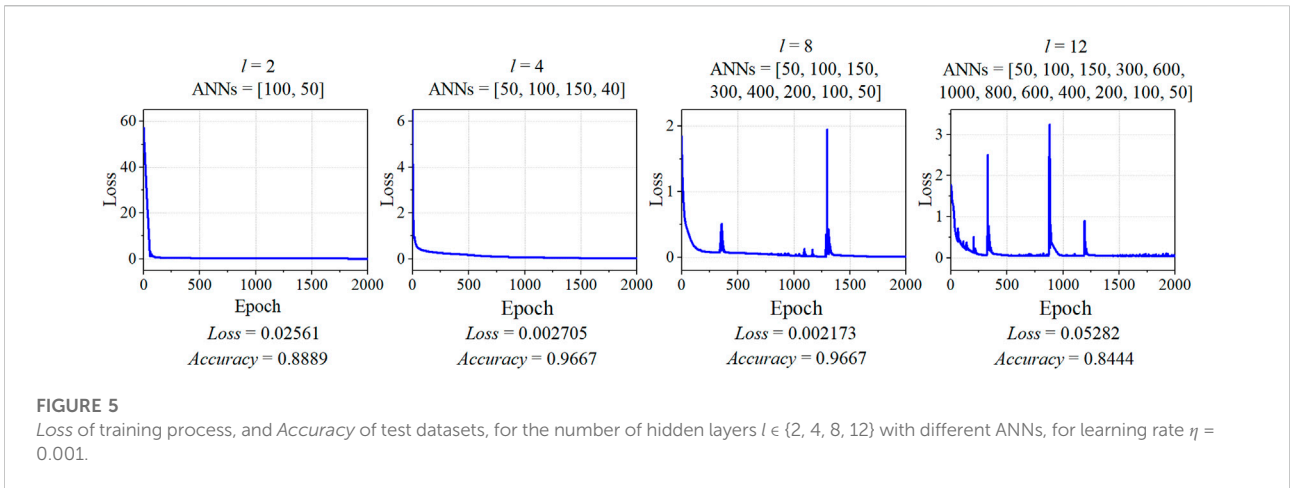 l = 2
ANNs = [100, 50]
60
40
20
0
Loss
0 500 1000 1500 2000
Epoch
Loss = 0.02561
Accuracy = 0.8889
l = 4
ANNs = [50, 100, 150, 40]
6
4
2
0
Loss
0 500 1000 1500 2000
Epoch
Loss = 0.002705
Accuracy = 0.9667
l = 8
ANNs = [50, 100, 150,
300, 400, 200, 100, 50]
2
1
0
Loss
0 500 1000 1500 2000
Epoch
Loss = 0.002173
Accuracy = 0.9667
l = 12
ANNs = [50, 100, 150, 300, 600,
1000, 800, 600, 400, 200, 100, 50]
3
2
1
0
Loss
0 500 1000 1500 2000
Epoch
Loss = 0.05282
Accuracy = 0.8444
FIGURE 5
Loss of training process, and Accuracy of test datasets, for the number of hidden layers l ϵ {2, 4, 8, 12} with different ANNs, for learning rate η =
0.001.